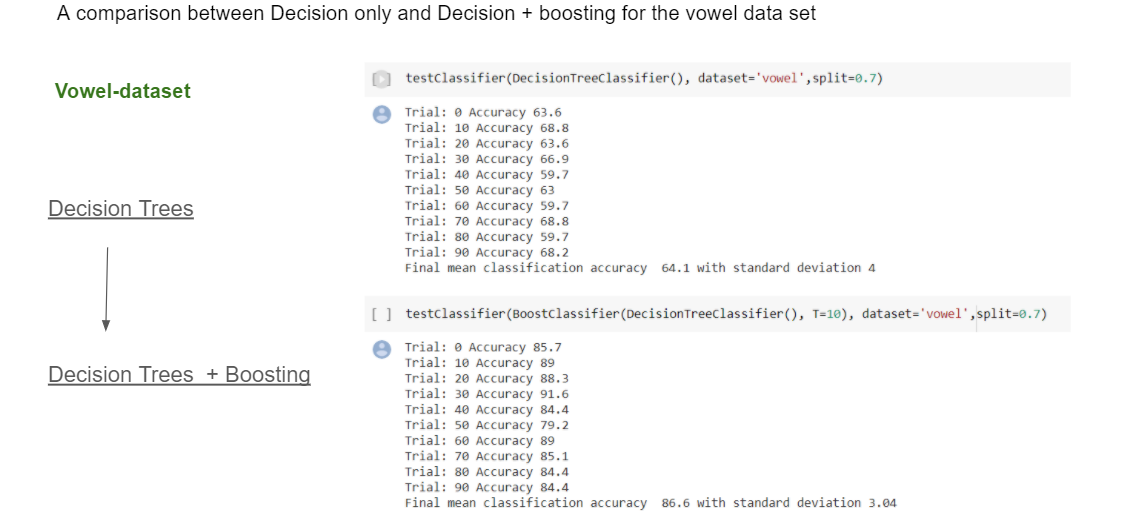 A comparison between Decision only and Decision + boosting for the vowel data set
Vowel-dataset
Decision Trees
Decision Trees + Boosting
testClassifier(DecisionTreeClassifier(), dataset='vowel',split=0.7)
Trial: 0 Accuracy 63.6
Trial: 10 Accuracy 68.8
Trial: 20 Accuracy 63.6
Trial: 30 Accuracy 66.9
Trial: 40 Accuracy 59.7
Trial: 50 Accuracy 63
Trial: 60 Accuracy 59.7
Trial: 70 Accuracy 68.8
Trial: 80 Accuracy 59.7
Trial: 90 Accuracy 68.2
Final mean classification accuracy  64.1 with standard deviation 4
[ ] testClassifier(BoostClassifier(DecisionTreeClassifier(), T=10), dataset='vowel',split=0.7)
Trial: 0 Accuracy 85.7
Trial: 10 Accuracy 89
Trial: 20 Accuracy 88.3
Trial: 30 Accuracy 91.6
Trial: 40 Accuracy 84.4
Trial: 50 Accuracy 79.2
Trial: 60 Accuracy 89
Trial: 70 Accuracy 85.1
Trial: 80 Accuracy 84.4
Trial: 90 Accuracy 84.4
Final mean classification accuracy  86.6 with standard deviation 3.04